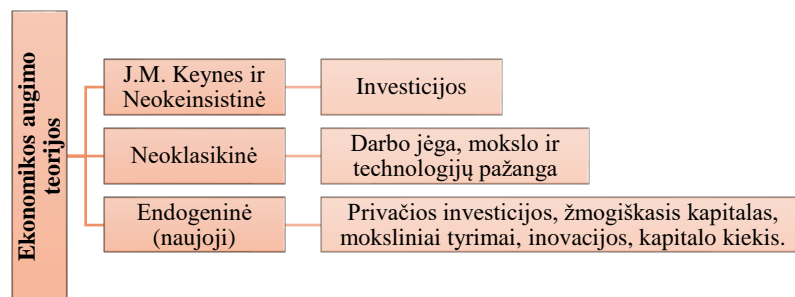 Ekonomikos augimo
teorijos
J.M. Keynes ir
Neokeinsistinė
Investicijos
Neoklasikinė
Darbo jėga, mokslo ir
technologijų pažanga
Endogeninė
(naujoji)
Privačios investicijos, žmogiškasis kapitalas,
moksliniai tyrimai, inovacijos, kapitalo kiekis.